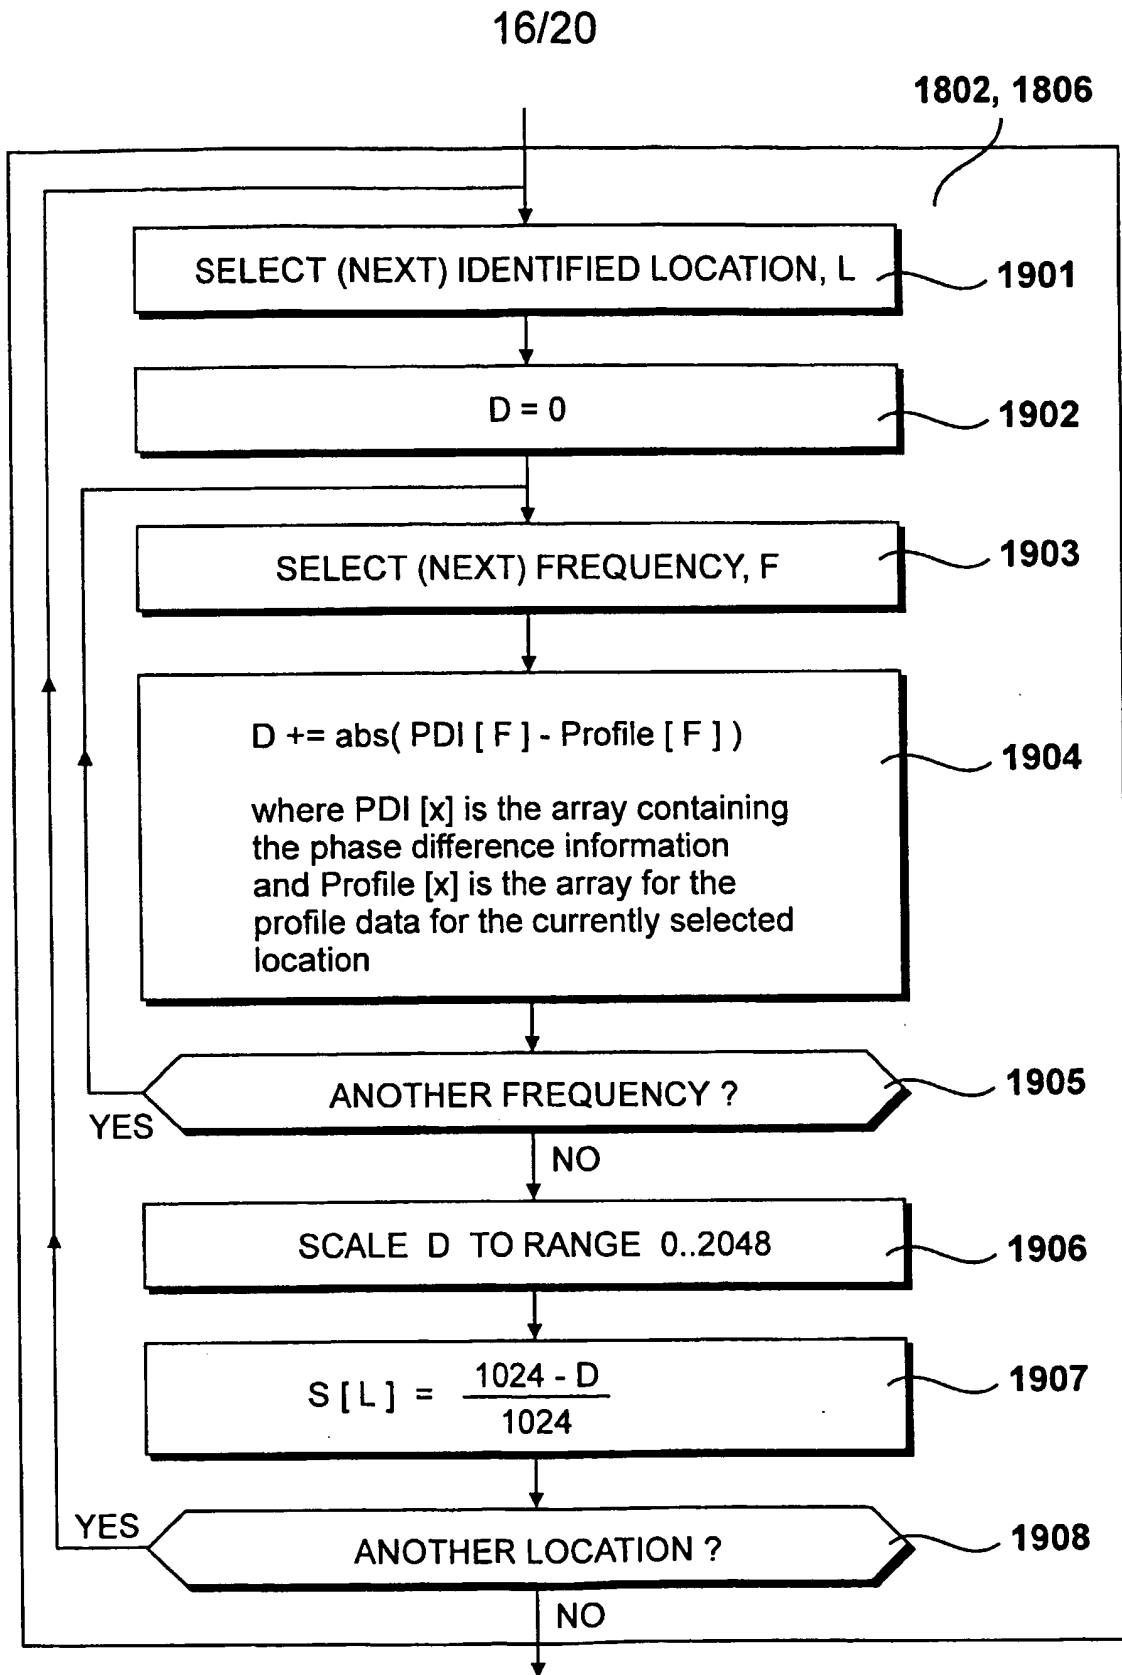 16/20
1802, 1806
SELECT (NEXT) IDENTIFIED LOCATION, L
1901
D = 0
1902
SELECT (NEXT) FREQUENCY, F
1903
D += abs( PDI [ F ] - Profile [ F ] )
where PDI [x] is the array containing
the phase difference information
and Profile [x] is the array for the
profile data for the currently selected
location
1904
ANOTHER FREQUENCY ?
1905
YES
NO
SCALE D TO RANGE 0..2048
1906
S [ L ] = 1024 - D
1024
1907
YES
ANOTHER LOCATION ?
1908
NO